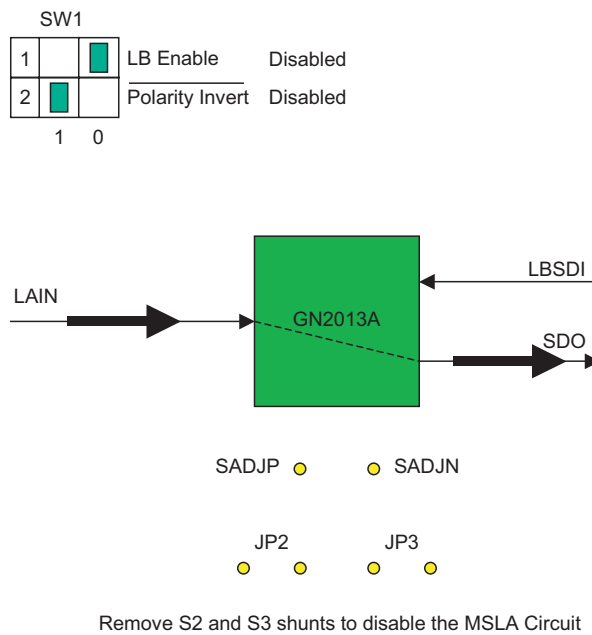 SW1
1 LB Enable Disabled
2 Polarity Invert Disabled
1 0
LBSDI
LAIN
GN2013A
SDO
SADJP SADJN
JP2 JP3
Remove S2 and S3 shunts to disable the MSLA Circuit